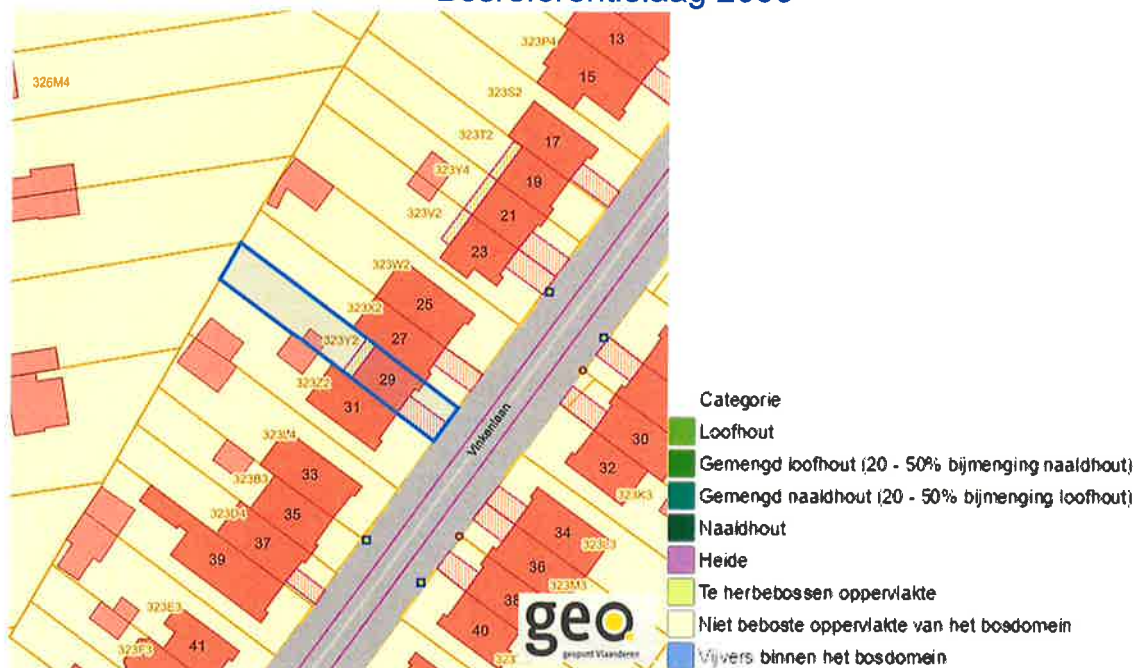 326M4
323P4
13
15
323S2
323T2
17
323Y4
19
323V2
21
23
323W2
25
323X2
27
323Y2
29
323Z2
31
Vinkenlaan
33
323B3
35
323D4
37
39
30
32
323K3
34
36
323M3
38
40
323E3
323F3
41
geo
geopunt Vlaanderen
Categorie
Loofhout
Gemengd loofhout (20 - 50% bijmenging naaldhout)
Gemengd naaldhout (20 - 50% bijmenging loofhout)
Naaldhout
Heide
Te herbebossen oppervlakte
Niet beboste oppervlakte van het bosdomein
Vijvers binnen het bosdomein